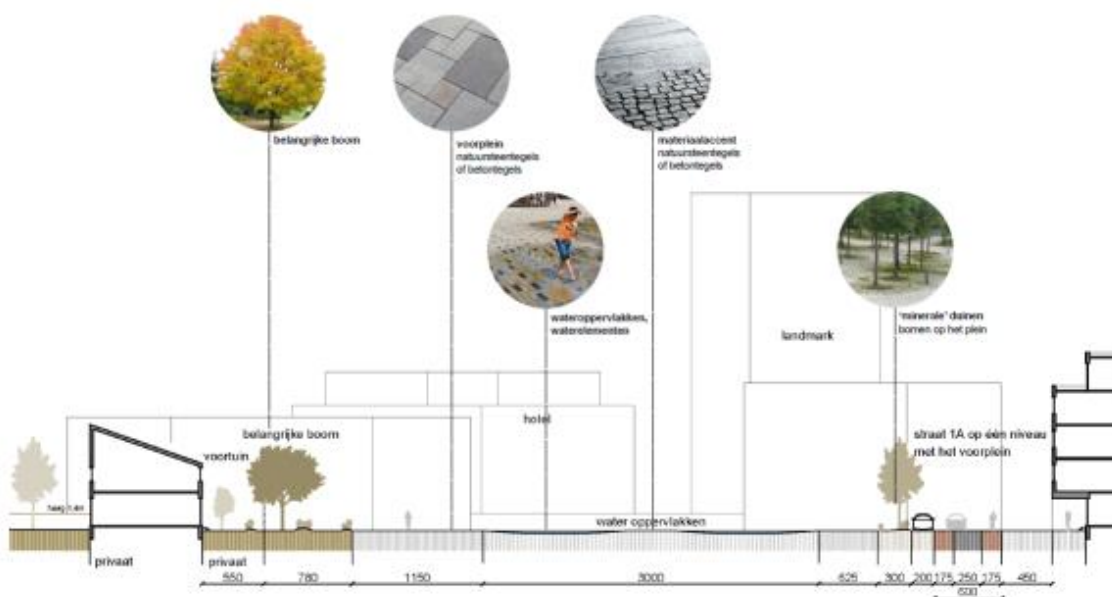 belangrijke boom
voorplein
natuursteentegels
of betontegels
materiaalaccent
natuursteentegels
of betontegels
wateroppervlakken,
waterelementen
'minerale' duinen
bomen op het plein
landmark
hotel
belangrijke boom
voortuin
straat 1A op één niveau
met het voorplein
haag
water oppervlakken
privaat
privaat
550 780 1150 3000 625 300 200 175 250 175 450
600